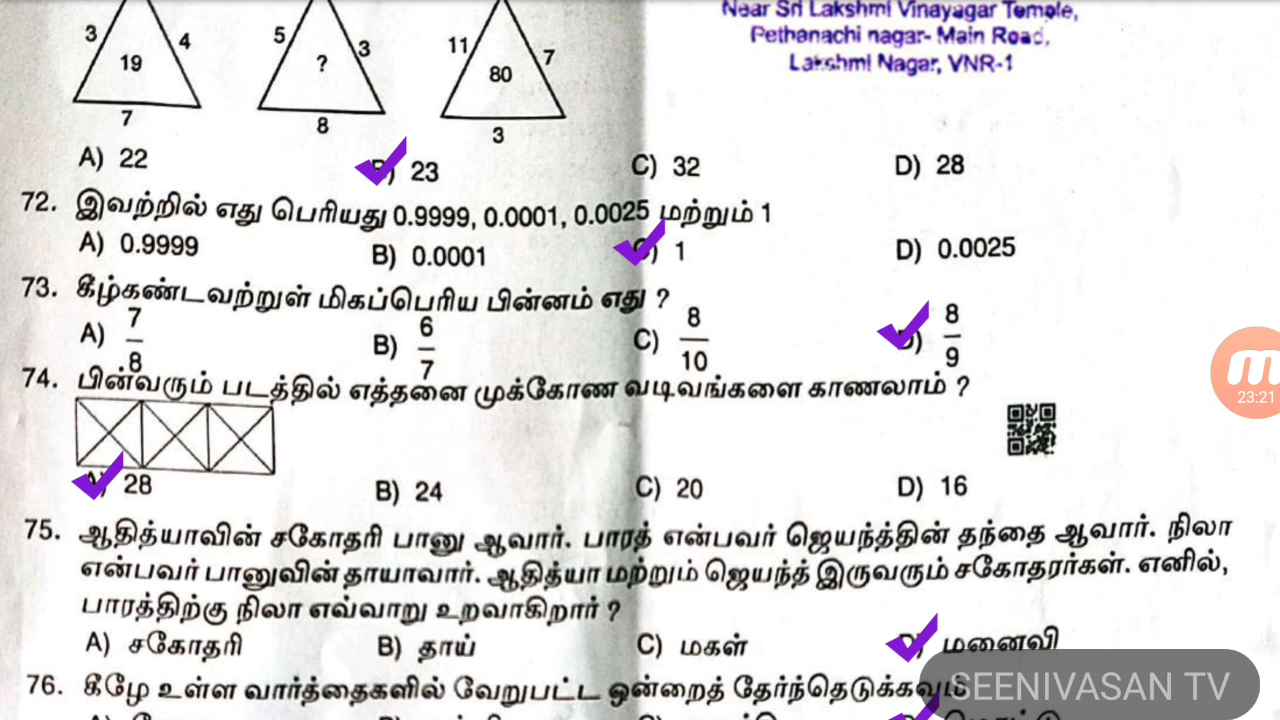 Near Sri Lakshmi Vinayagar Temple,
Pethanachi nagar- Main Road,
Lakshmi Nagar, VNR-1
3 4 5 3 11 7
19 ? 80
7 8 3
A) 22 23 C) 32 D) 28
72. இவற்றில் எது பெரியது 0.9999, 0.0001, 0.0025 மற்றும் 1
A) 0.9999 B) 0.0001 1 D) 0.0025
73. கீழ்கண்டவற்றுள் மிகப்பெரிய பின்னம் எது ?
A) 7/8 B) 6/7 C) 8/10 D) 8/9
74. பின்வரும் படத்தில் எத்தனை முக்கோண வடிவங்களை காணலாம் ?
28 B) 24 C) 20 D) 16
75. ஆதித்யாவின் சகோதரி பானு ஆவார். பாரத் என்பவர் ஜெயந்த்தின் தந்தை ஆவார். நிலா
என்பவர் பானுவின் தாயாவார். ஆதித்யா மற்றும் ஜெயந்த் இருவரும் சகோதரர்கள். எனில்,
பாரத்திற்கு நிலா எவ்வாறு உறவாகிறார் ?
A) சகோதரி B) தாய் C) மகள் மனைவி
76. கீழே உள்ள வார்த்தைகளில் வேறுபட்ட ஒன்றைத் தேர்ந்தெடுக்கவும்
SEENIVASAN TV
23:21